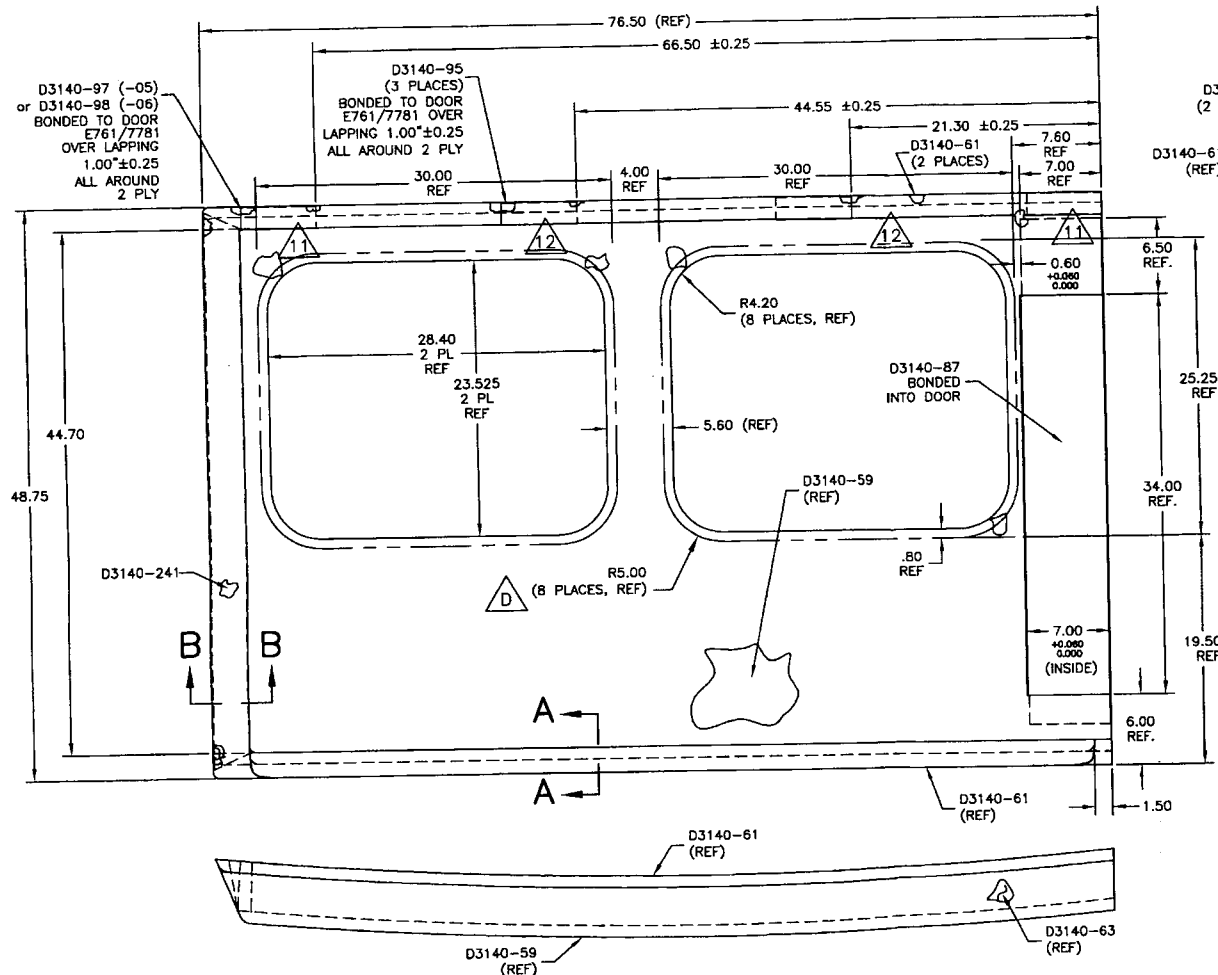 76.50 (REF)
66.50 ±0.25
D3140-97 (-05)
or D3140-98 (-06)
BONDED TO DOOR
E761/7781
OVER LAPPING
1.00"±0.25
ALL AROUND
2 PLY
D3140-95
(3 PLACES)
BONDED TO DOOR
E761/7781 OVER
LAPPING 1.00"±0.25
ALL AROUND 2 PLY
44.55 ±0.25
21.30 ±0.25
D3140-61
(2 PLACES)
7.60
REF
7.00
REF
D3
(2
D3140-6
(REF)
30.00
REF
4.00
REF
30.00
REF
11
12
12
11
6.50
REF.
0.60
+0.060
0.000
R4.20
(8 PLACES, REF)
28.40
2 PL
REF
23.525
2 PL
REF
D3140-87
BONDED
INTO DOOR
25.25
REF
44.70
5.60 (REF)
48.75
D3140-59
(REF)
34.00
REF.
D3140-241
R5.00
(8 PLACES, REF)
D
.80
REF
B
B
7.00
+0.060
0.000
(INSIDE)
19.50
REF
A
A
6.00
REF.
D3140-61
(REF)
1.50
D3140-61
(REF)
D3140-59
(REF)
D3140-63
(REF)